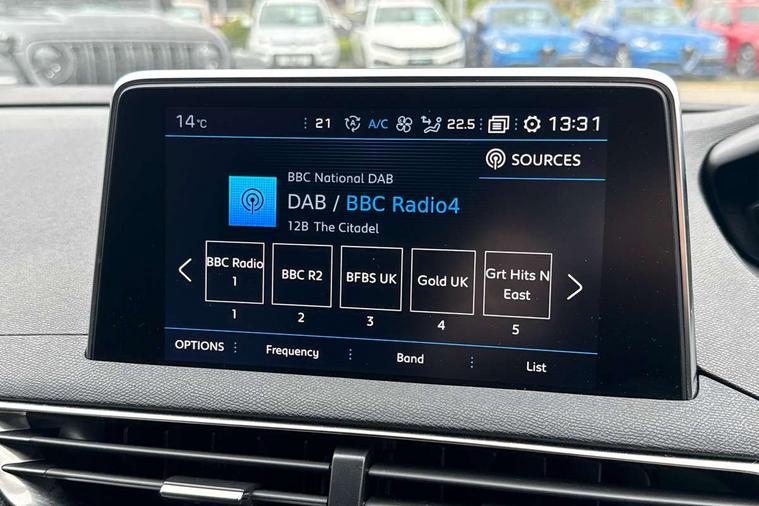 14°C 21 A/C 22.5 13:31
SOURCES
BBC National DAB
DAB / BBC Radio4
12B The Citadel
BBC Radio
1
BBC R2
BFBS UK
Gold UK
Grt Hits N
East
1 2 3 4 5
OPTIONS Frequency Band List